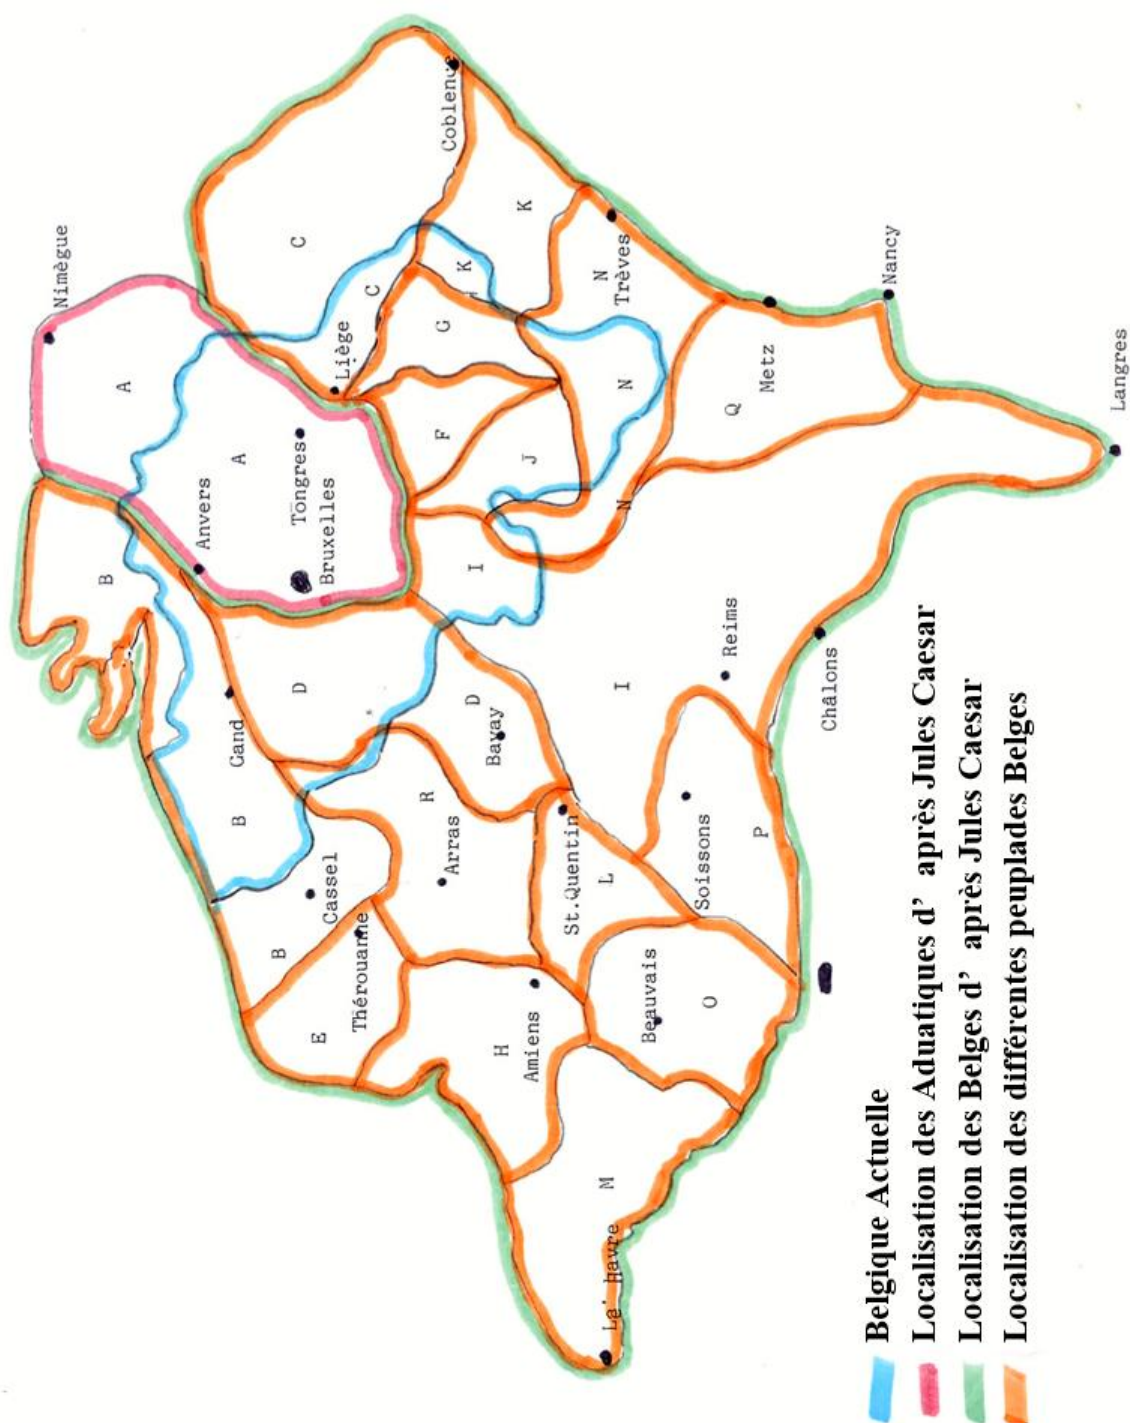 Nimègue
A
B
Anvers
A
Tongres
Bruxelles
C
Liège
C
Coblence
K
K
G
F
J
I
N
Trèves
N
N
Gand
B
D
D
Bavay
Cassel
B
Thérouanne
E
R
Arras
St.Quentin
L
H
Amiens
Beauvais
O
M
Le' havre
Soissons
P
Reims
I
Châlons
Q
Metz
Nancy
Langres
Belgique Actuelle
Localisation des Aduatiques d' après Jules Caesar
Localisation des Belges d' après Jules Caesar
Localisation des différentes peuplades Belges